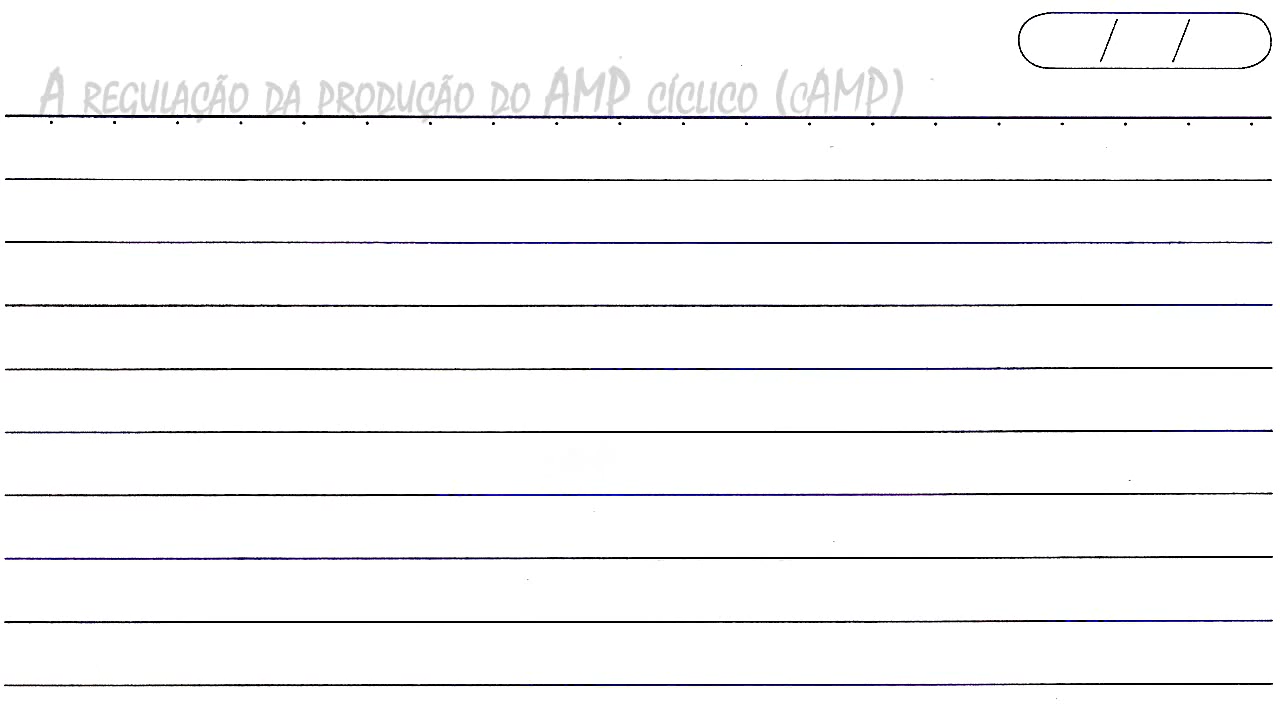 A REGULAÇÃO DA PRODUÇÃO DO AMP CÍCLICO (cAMP)
/ /